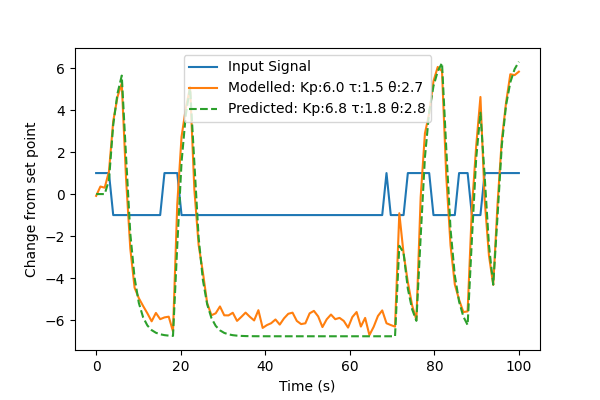 Input Signal
Modelled: Kp:6.0 τ:1.5 θ:2.7
Predicted: Kp:6.8 τ:1.8 θ:2.8
Change from set point
6
4
2
0
−2
−4
−6
0 20 40 60 80 100
Time (s)